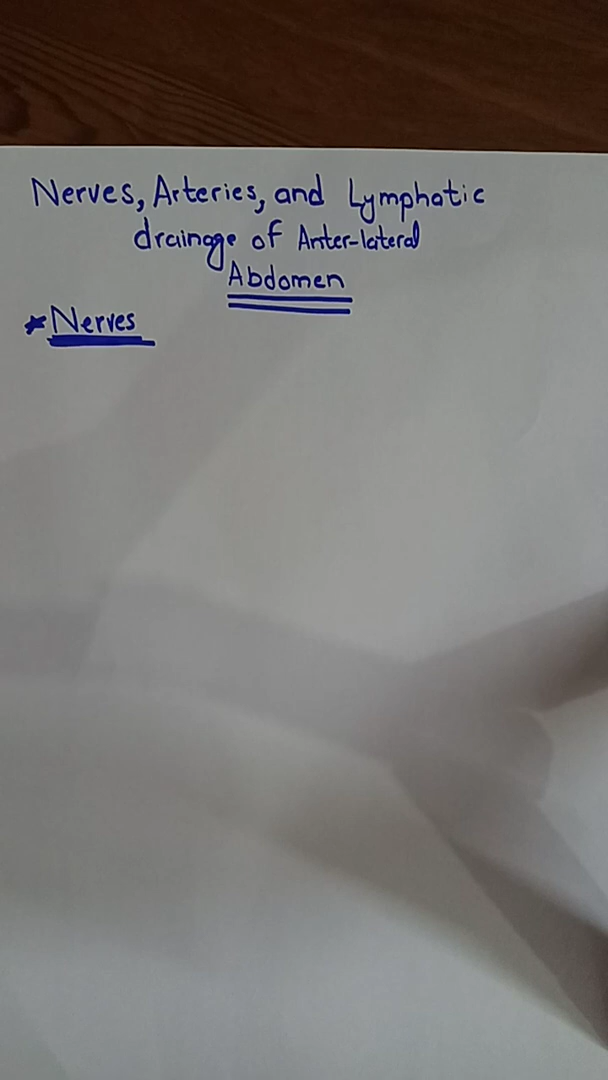 Nerves, Arteries, and Lymphatic
drainage of Anter-lateral
Abdomen
*Nerves